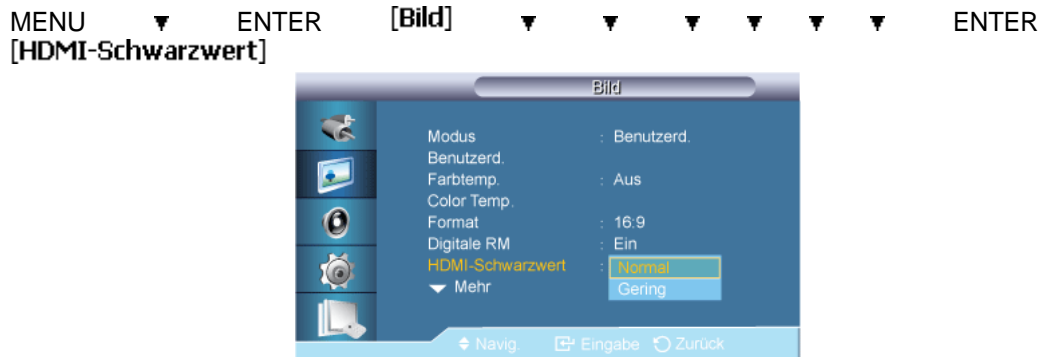 MENU ▼ ENTER [Bild] ▼ ▼ ▼ ▼ ▼ ▼ ENTER
[HDMI-Schwarzwert]
Bild
Modus : Benutzerd.
Benutzerd.
Farbtemp. : Aus
Color Temp.
Format : 16:9
Digitale RM : Ein
HDMI-Schwarzwert : Normal
Gering
Mehr
Navig. Eingabe Zurück